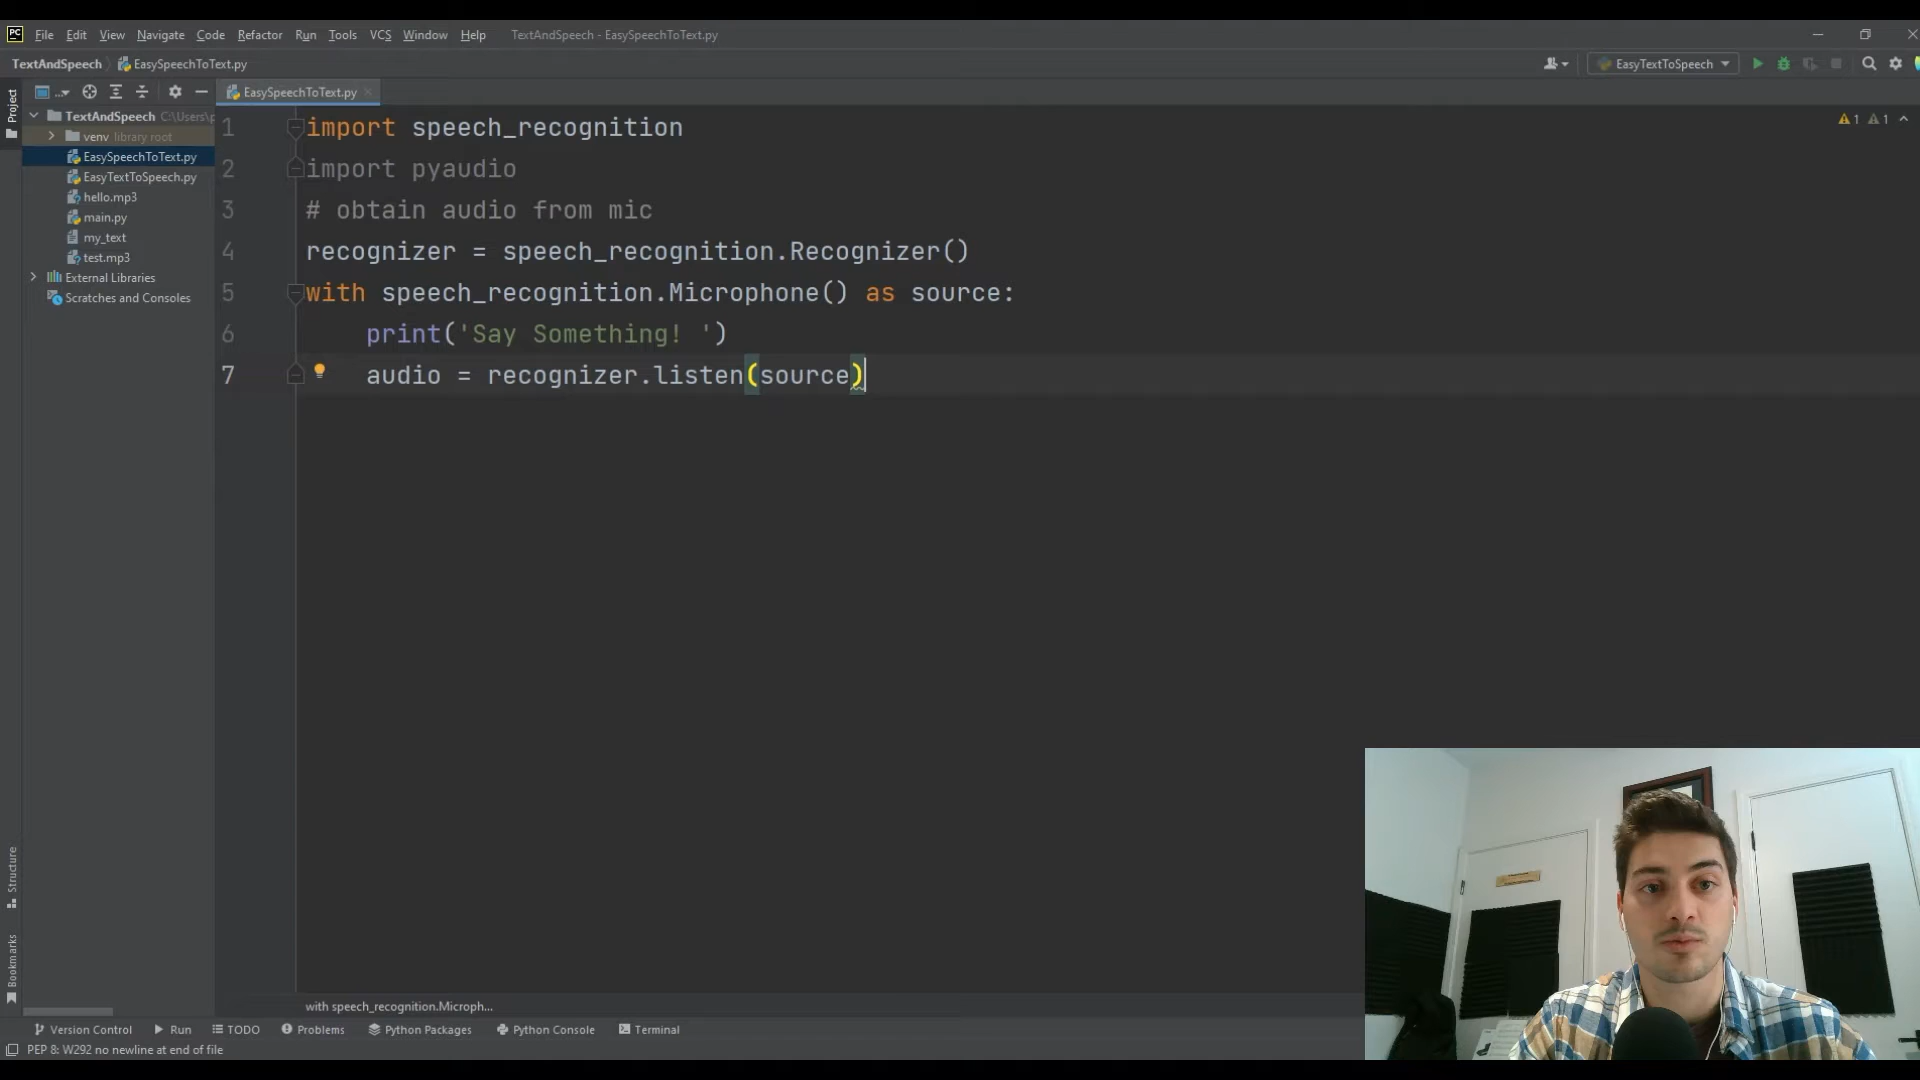 PC File Edit View Navigate Code Refactor Run Tools VCS Window Help TextAndSpeech - EasySpeechToText.py
TextAndSpeech EasySpeechToText.py EasyTextToSpeech
Project ... EasySpeechToText.py
TextAndSpeech C:\Users\p
venv library root
EasySpeechToText.py
EasyTextToSpeech.py
hello.mp3
main.py
my_text
test.mp3
External Libraries
Scratches and Consoles
1 import speech_recognition
2 import pyaudio
3 # obtain audio from mic
4 recognizer = speech_recognition.Recognizer()
5 with speech_recognition.Microphone() as source:
6 print('Say Something! ')
7 audio = recognizer.listen(source)
1 1
Structure
Bookmarks
with speech_recognition.Microph...
Version Control Run TODO Problems Python Packages Python Console Terminal
PEP 8: W292 no newline at end of file